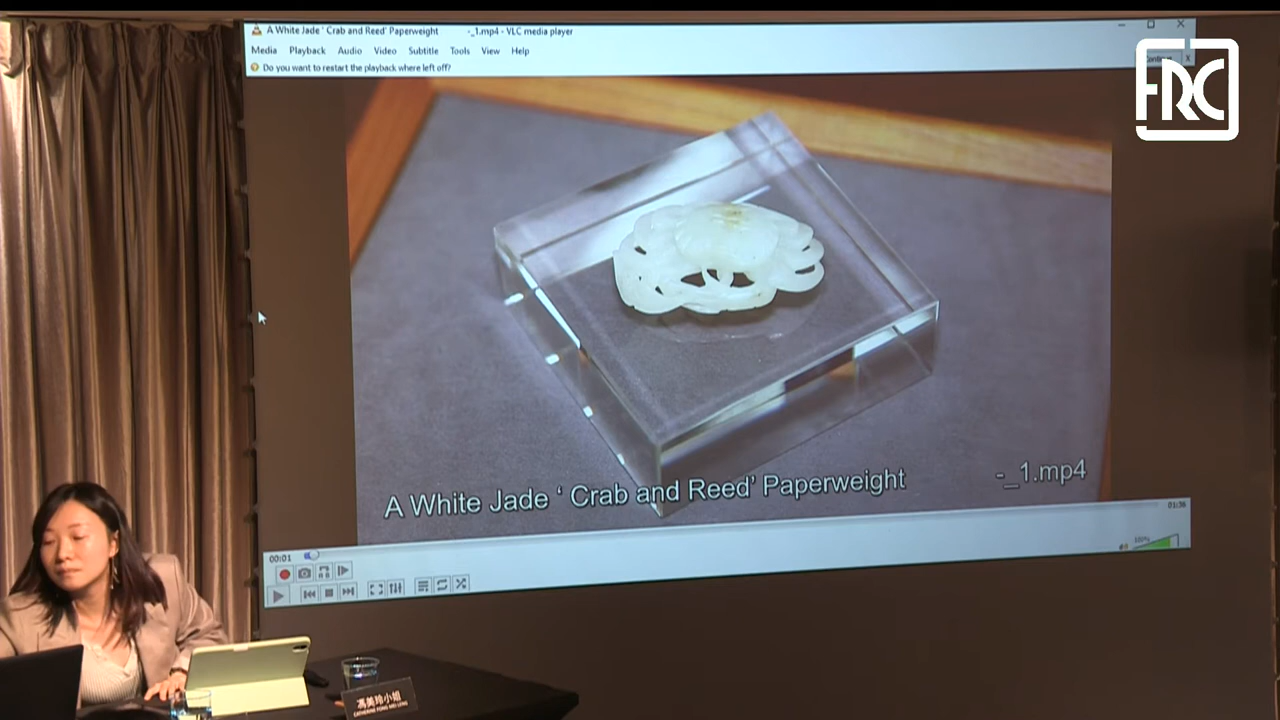 A White Jade ‘ Crab and Reed’ Paperweight -_1.mp4 - VLC media player
Media Playback Audio Video Subtitle Tools View Help
Do you want to restart the playback where left off?
FRC
A White Jade ‘ Crab and Reed’ Paperweight -_1.mp4
01:36
00:01
100%
馮美玲小姐